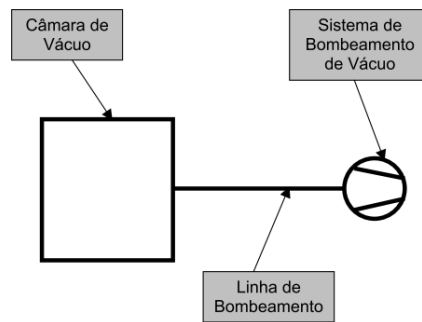 Câmara de
Vácuo
Sistema de
Bombeamento
de Vácuo
Linha de
Bombeamento